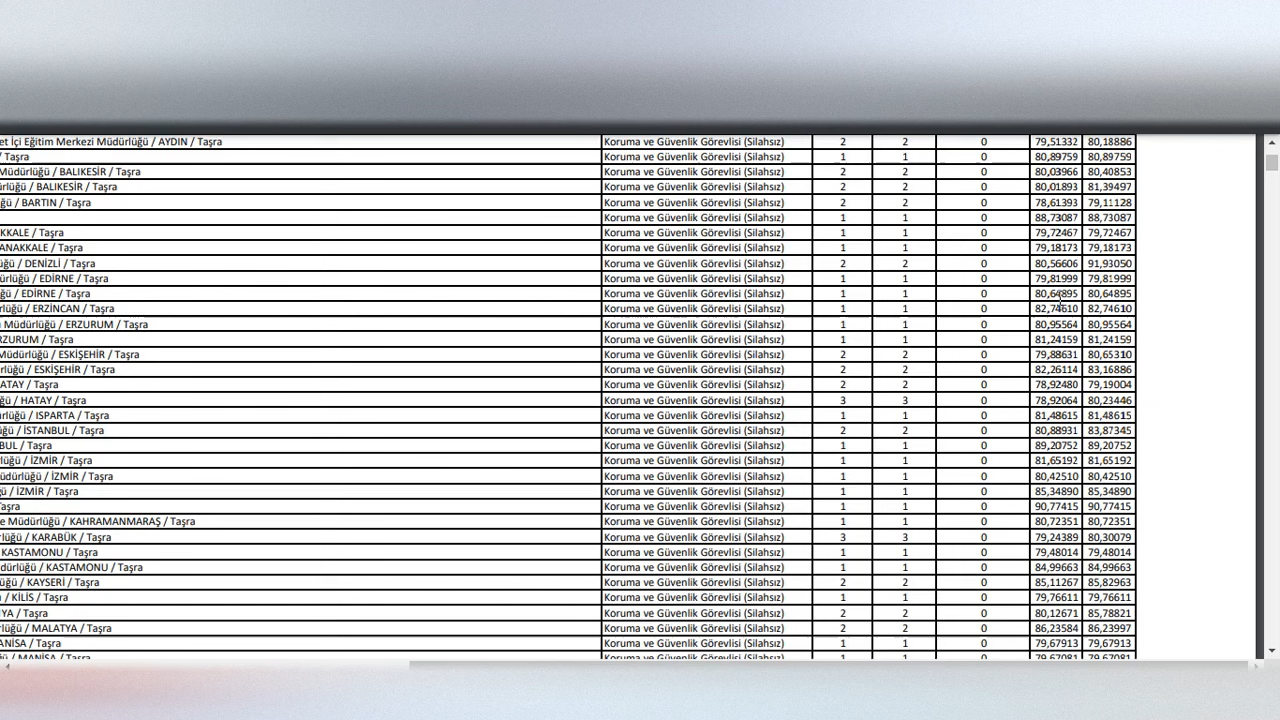 et İçi Eğitim Merkezi Müdürlüğü / AYDIN / Taşra Koruma ve Güvenlik Görevlisi (Silahsız) 2 2 0 79,51332 80,18886
/ Taşra Koruma ve Güvenlik Görevlisi (Silahsız) 1 1 0 80,89759 80,89759
Müdürlüğü / BALIKESİR / Taşra Koruma ve Güvenlik Görevlisi (Silahsız) 2 2 0 80,03966 80,40853
ürlüğü / BALIKESİR / Taşra Koruma ve Güvenlik Görevlisi (Silahsız) 2 2 0 80,01893 81,39497
ğü / BARTIN / Taşra Koruma ve Güvenlik Görevlisi (Silahsız) 2 2 0 78,61393 79,11128
Koruma ve Güvenlik Görevlisi (Silahsız) 1 1 0 88,73087 88,73087
KKALE / Taşra Koruma ve Güvenlik Görevlisi (Silahsız) 1 1 0 79,72467 79,72467
ANAKKALE / Taşra Koruma ve Güvenlik Görevlisi (Silahsız) 1 1 0 79,18173 79,18173
üğü / DENİZLİ / Taşra Koruma ve Güvenlik Görevlisi (Silahsız) 2 2 0 80,56606 91,93050
ürlüğü / EDİRNE / Taşra Koruma ve Güvenlik Görevlisi (Silahsız) 1 1 0 79,81999 79,81999
ğü / EDİRNE / Taşra Koruma ve Güvenlik Görevlisi (Silahsız) 1 1 0 80,64895 80,64895
rlüğü / ERZİNCAN / Taşra Koruma ve Güvenlik Görevlisi (Silahsız) 1 1 0 82,74610 82,74610
Müdürlüğü / ERZURUM / Taşra Koruma ve Güvenlik Görevlisi (Silahsız) 1 1 0 80,95564 80,95564
RZURUM / Taşra Koruma ve Güvenlik Görevlisi (Silahsız) 1 1 0 81,24159 81,24159
Müdürlüğü / ESKİŞEHİR / Taşra Koruma ve Güvenlik Görevlisi (Silahsız) 2 2 0 79,88631 80,65310
rlüğü / ESKİŞEHİR / Taşra Koruma ve Güvenlik Görevlisi (Silahsız) 2 2 0 82,26114 83,16886
ATAY / Taşra Koruma ve Güvenlik Görevlisi (Silahsız) 2 2 0 78,92480 79,19004
ğü / HATAY / Taşra Koruma ve Güvenlik Görevlisi (Silahsız) 3 3 0 78,92064 80,23446
ürlüğü / ISPARTA / Taşra Koruma ve Güvenlik Görevlisi (Silahsız) 1 1 0 81,48615 81,48615
üğü / İSTANBUL / Taşra Koruma ve Güvenlik Görevlisi (Silahsız) 2 2 0 80,88931 83,87345
BUL / Taşra Koruma ve Güvenlik Görevlisi (Silahsız) 1 1 0 89,20752 89,20752
lüğü / İZMİR / Taşra Koruma ve Güvenlik Görevlisi (Silahsız) 1 1 0 81,65192 81,65192
üdürlüğü / İZMİR / Taşra Koruma ve Güvenlik Görevlisi (Silahsız) 1 1 0 80,42510 80,42510
ğü / İZMİR / Taşra Koruma ve Güvenlik Görevlisi (Silahsız) 1 1 0 85,34890 85,34890
Taşra Koruma ve Güvenlik Görevlisi (Silahsız) 1 1 0 90,77415 90,77415
e Müdürlüğü / KAHRAMANMARAŞ / Taşra Koruma ve Güvenlik Görevlisi (Silahsız) 1 1 0 80,72351 80,72351
rlüğü / KARABÜK / Taşra Koruma ve Güvenlik Görevlisi (Silahsız) 3 3 0 79,24389 80,30079
KASTAMONU / Taşra Koruma ve Güvenlik Görevlisi (Silahsız) 1 1 0 79,48014 79,48014
dürlüğü / KASTAMONU / Taşra Koruma ve Güvenlik Görevlisi (Silahsız) 1 1 0 84,99663 84,99663
üğü / KAYSERİ / Taşra Koruma ve Güvenlik Görevlisi (Silahsız) 2 2 0 85,11267 85,82963
/ KİLİS / Taşra Koruma ve Güvenlik Görevlisi (Silahsız) 1 1 0 79,76611 79,76611
YA / Taşra Koruma ve Güvenlik Görevlisi (Silahsız) 2 2 0 80,12671 85,78821
rlüğü / MALATYA / Taşra Koruma ve Güvenlik Görevlisi (Silahsız) 2 2 0 86,23584 86,23997
ANİSA / Taşra Koruma ve Güvenlik Görevlisi (Silahsız) 1 1 0 79,67913 79,67913
ğü / MANİSA / Taşra Koruma ve Güvenlik Görevlisi (Silahsız) 1 1 0 79,67081 79,67081